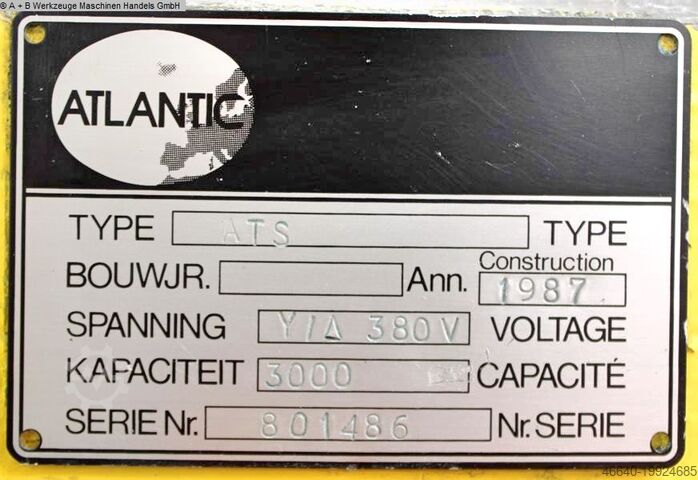 © A + B Werkzeuge Maschinen Handels GmbH
ATLANTIC
TYPE ATS TYPE
BOUWJR. Ann. Construction 1987
SPANNING Y/Δ 380V VOLTAGE
KAPACITEIT 3000 CAPACITÉ
SERIE Nr. 801486 Nr. SERIE
46640-19924685